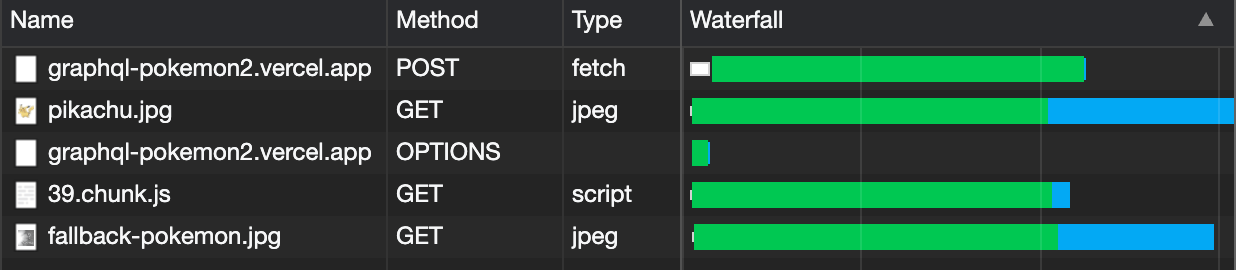 Name Method Type Waterfall
graphql-pokemon2.vercel.app POST fetch
pikachu.jpg GET jpeg
graphql-pokemon2.vercel.app OPTIONS
39.chunk.js GET script
fallback-pokemon.jpg GET jpeg